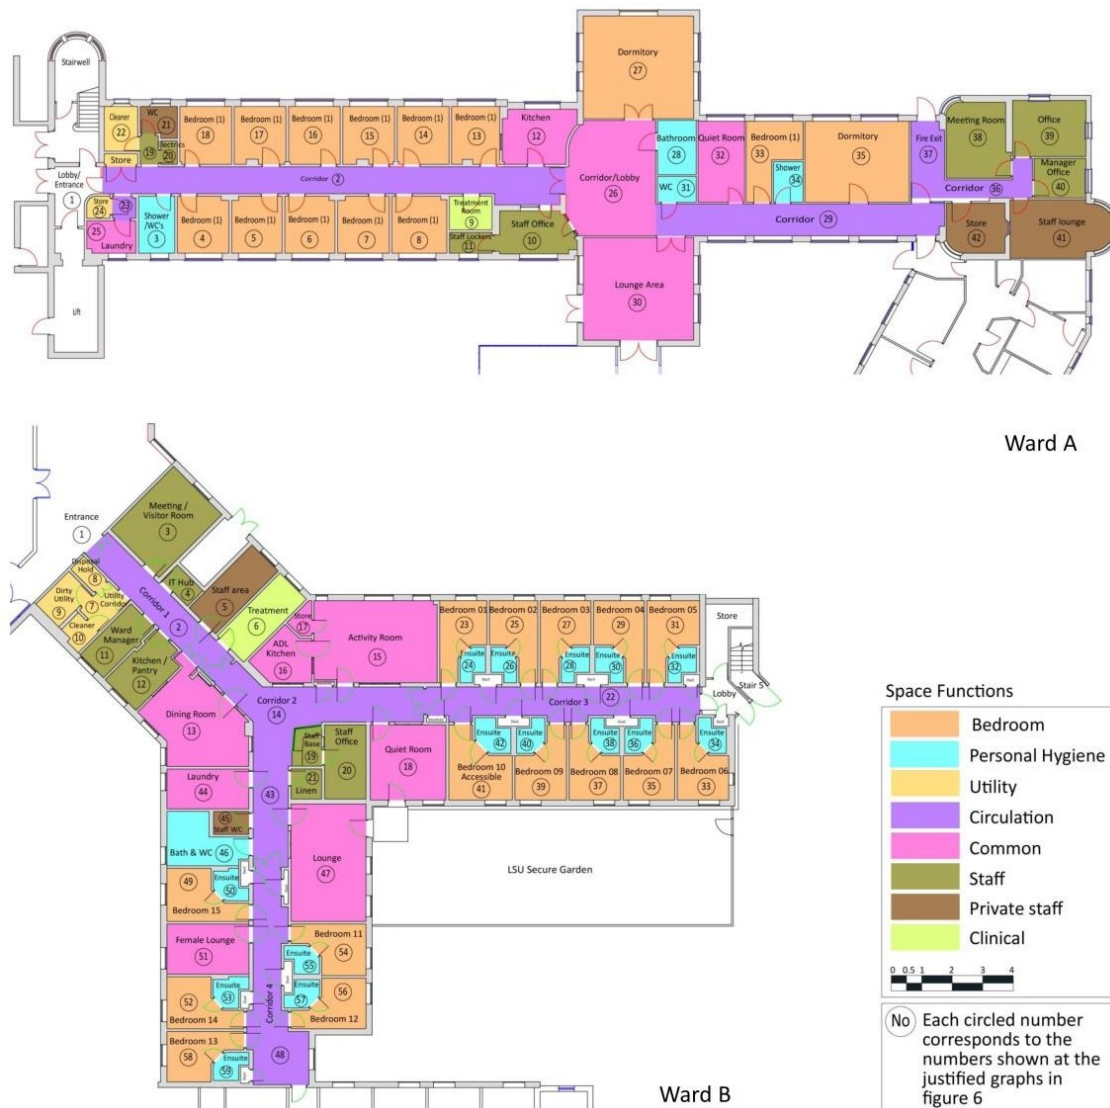 Stairwell
Cleaner
22
WC
21
19
Electrics
20
Store
Bedroom (1)
18
Bedroom (1)
17
Bedroom (1)
16
Bedroom (1)
15
Bedroom (1)
14
Bedroom (1)
13
Kitchen
12
Dormitory
27
Lobby/
Entrance
1
Corridor
2
Store
24
23
25
Laundry
Shower
/WC's
3
Bedroom (1)
4
Bedroom (1)
5
Bedroom (1)
6
Bedroom (1)
7
Bedroom (1)
8
Treatment
Room
9
Staff Lockers
11
Staff Office
10
Lift
Corridor/Lobby
26
Bathroom
28
WC
31
Quiet Room
32
Bedroom (1)
33
Shower
34
Dormitory
35
Fire Exit
37
Meeting Room
38
Office
39
Manager
Office
40
Corridor
36
Corridor
29
Store
42
Staff lounge
41
Lounge Area
30
Ward A
Entrance
1
Meeting /
Visitor Room
3
Disposal
Hold
8
Dirty
Utility
9
7
Utility
Corridor
Cleaner
10
Corridor 1
2
IT Hub
4
Staff area
5
Treatment
6
Ward
Manager
11
Kitchen /
Pantry
12
Dining Room
13
Store
17
ADL
Kitchen
16
Activity Room
15
Corridor 2
14
Bedroom 01
23
Ensuite
24
Bedroom 02
25
Ensuite
26
Bedroom 03
27
Ensuite
28
Bedroom 04
29
Ensuite
30
Bedroom 05
31
Ensuite
32
Store
Lobby
Stair 5
Corridor 3
22
Staff
Base
19
Staff
Office
20
21
Linen
Quiet Room
18
Ensuite
42
Bedroom 10
Accessible
41
Ensuite
40
Bedroom 09
39
Ensuite
38
Bedroom 08
37
Ensuite
36
Bedroom 07
35
Ensuite
34
Bedroom 06
33
Laundry
44
43
45
Staff WC
Bath & WC
46
Lounge
47
LSU Secure Garden
49
Ensuite
50
Bedroom 15
Female Lounge
51
Bedroom 11
54
Ensuite
55
52
Ensuite
53
Bedroom 14
Corridor 4
56
Ensuite
57
Bedroom 12
Bedroom 13
58
Ensuite
59
48
Ward B
Space Functions
Bedroom
Personal Hygiene
Utility
Circulation
Common
Staff
Private staff
Clinical
0 0.5 1 2 3 4
No Each circled number
corresponds to the
numbers shown at the
justified graphs in
figure 6